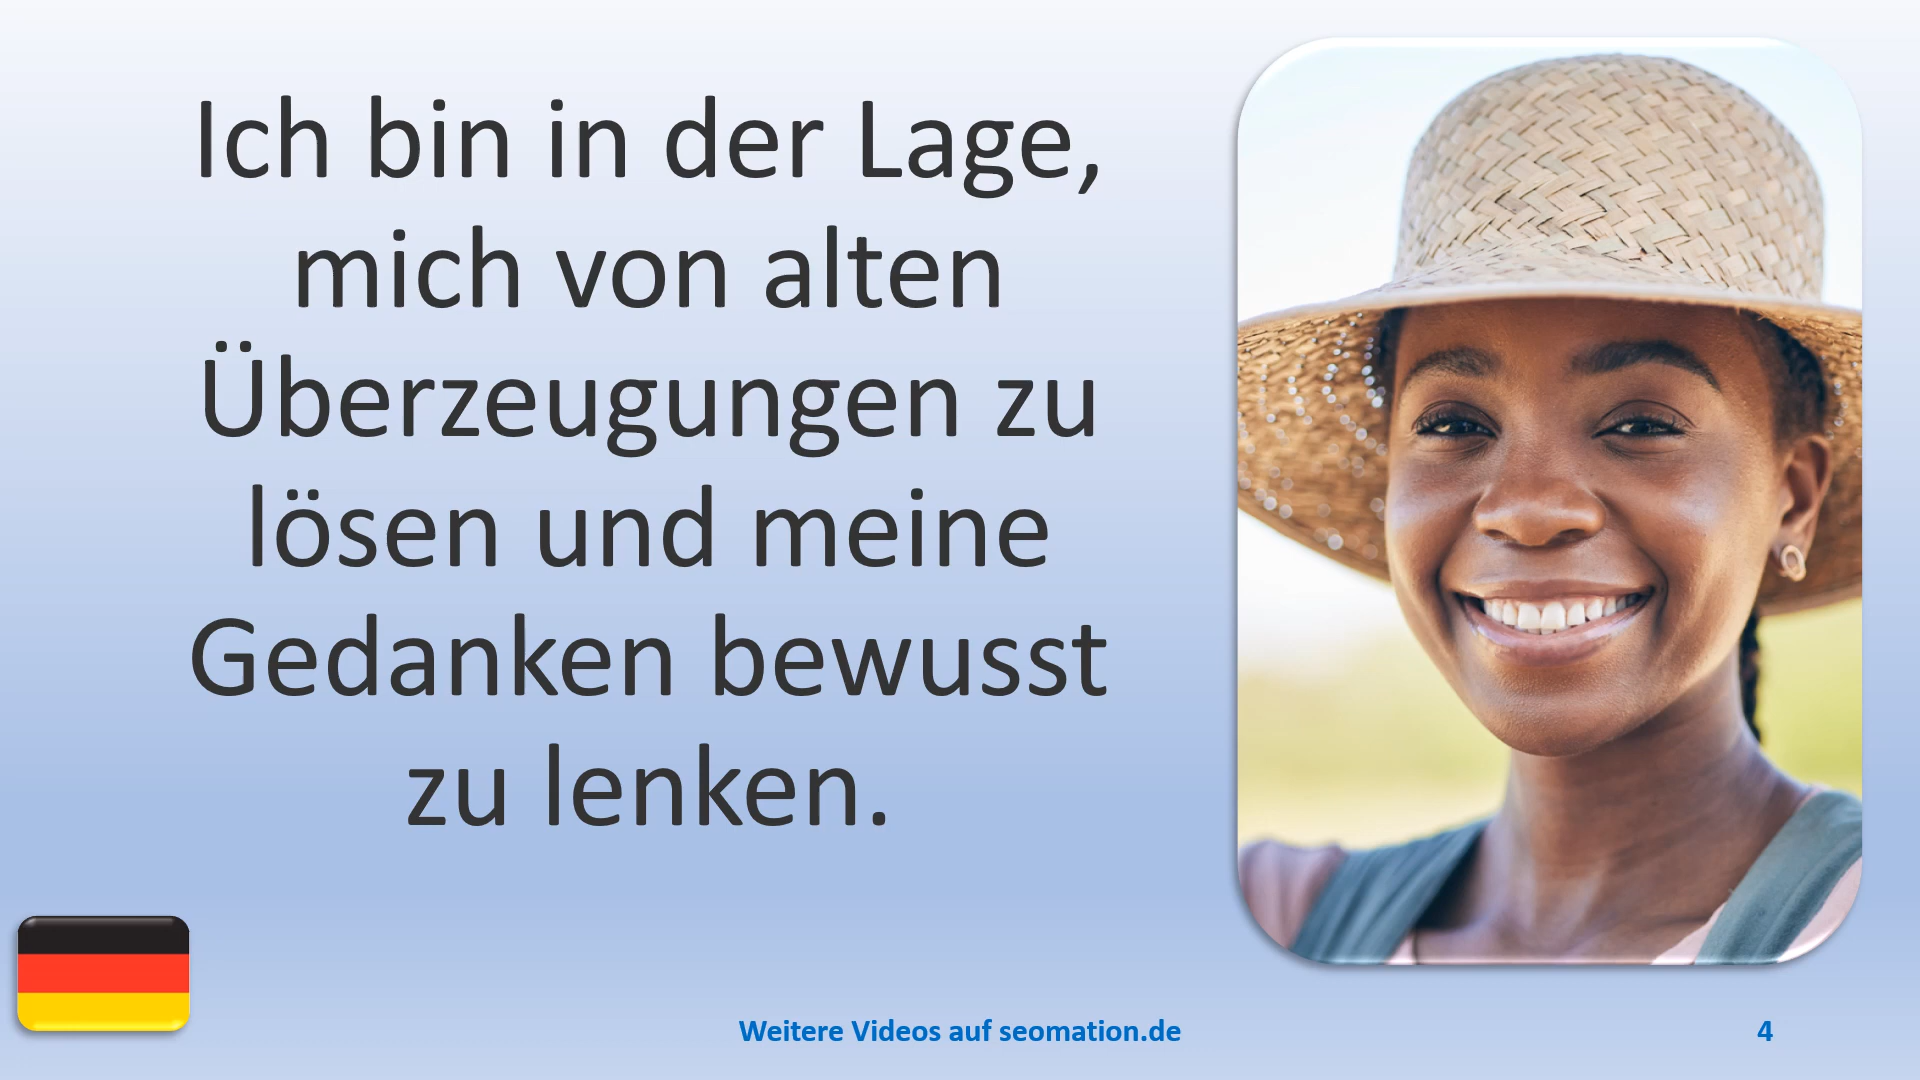 Ich bin in der Lage,
mich von alten
Überzeugungen zu
lösen und meine
Gedanken bewusst
zu lenken.
Weitere Videos auf seomation.de
4